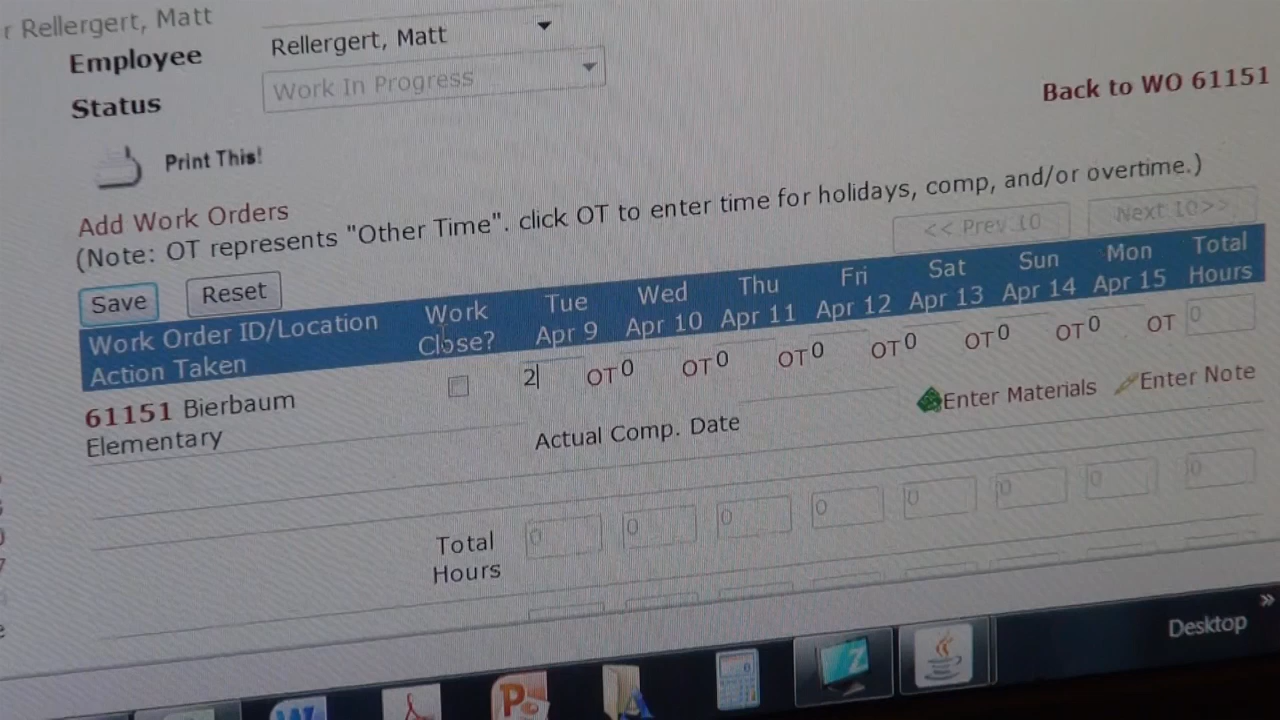 r Rellergert, Matt
Employee Rellergert, Matt
Status Work In Progress
Back to WO 61151
Print This!
Add Work Orders
(Note: OT represents "Other Time". click OT to enter time for holidays, comp, and/or overtime.)
<< Prev 10 Next 10>>
Save Reset
Work Order ID/Location
Action Taken
Work
Close?
Tue
Apr 9
Wed
Apr 10
Thu
Apr 11
Fri
Apr 12
Sat
Apr 13
Sun
Apr 14
Mon
Apr 15
Total
Hours
61151 Bierbaum
Elementary
2 OT 0 OT 0 OT 0 OT 0 OT 0 OT 0 OT 0
Actual Comp. Date
Enter Materials Enter Note
Total
Hours
0 0 0 0 0 0 0 0
Desktop »